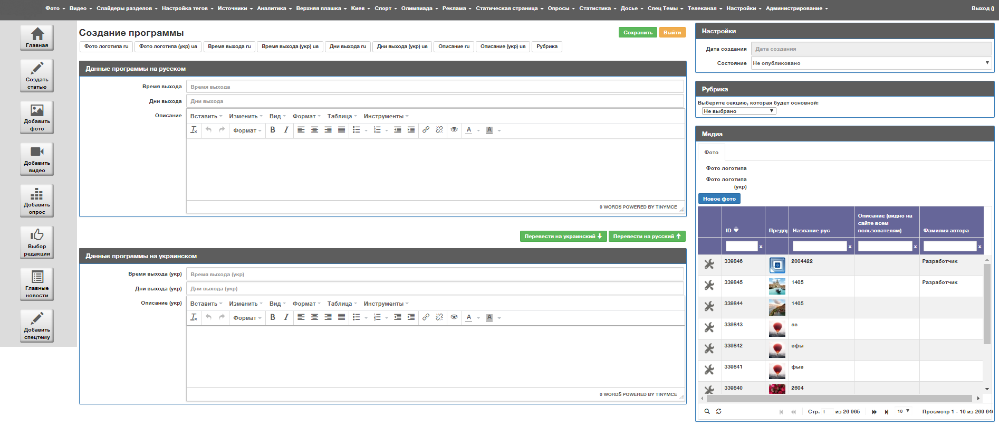 Фото Видео Слайдеры разделов Настройка тегов Источники Аналитика Верхняя плашка Киев Спорт Олимпиада Реклама Статическая страница Опросы Статистика Досье Спец Темы Телеканал Настройки Администрирование Выход ()
Главная
Создать
статью
Добавить
фото
Добавить
видео
Добавить
опрос
Выбор
редакции
Главные
новости
Добавить
спецтему
Создание программы
Сохранить Выйти
Фото логотипа ru Фото логотипа (укр) ua Время выхода ru Время выхода (укр) ua Дни выхода ru Дни выхода (укр) ua Описание ru Описание (укр) ua Рубрика
Данные программы на русском
Время выхода Время выхода
Дни выхода Дни выхода
Описание Вставить Изменить Вид Формат Таблица Инструменты
Формат B I A A
0 WORDS POWERED BY TINYMCE
Перевести на украинский Перевести на русский
Данные программы на украинском
Время выхода (укр) Время выхода (укр)
Дни выхода (укр) Дни выхода (укр)
Описание (укр) Вставить Изменить Вид Формат Таблица Инструменты
Формат B I A A
0 WORDS POWERED BY TINYMCE
Настройки
Дата создания Дата создания
Состояние Не опубликовано
Рубрика
Выберите секцию, которая будет основной:
Не выбрано
Медиа
Фото
Фото логотипа
Фото логотипа
(укр)
Новое фото
ID Предпр Название рус Описание (видно на сайте всем пользователям) Фамилия автора
x x x x
339846 2004422 Разработчик
339845 1405 Разработчик
339844 1405
339843 аа
339842 вфы
339841 фыв
339840 2604
Стр. 1 из 26 965 10 Просмотр 1 - 10 из 269 64